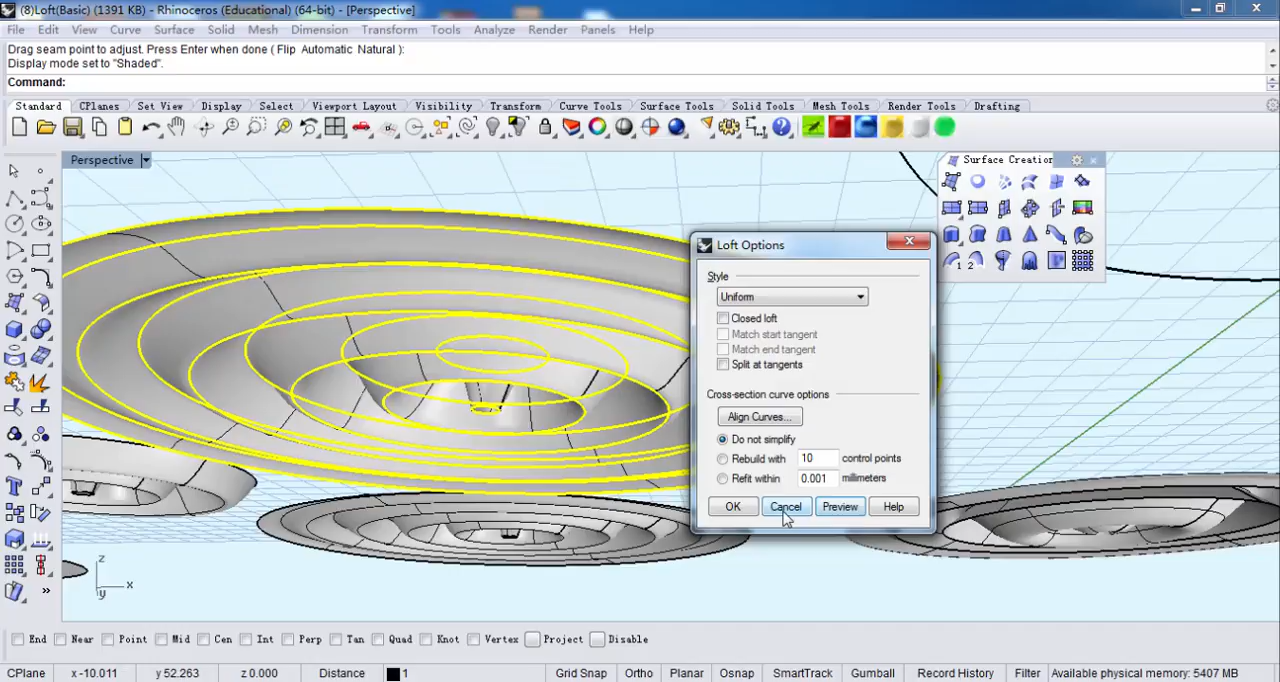 (8)Loft(Basic) (1391 KB) - Rhinoceros (Educational) (64-bit) - [Perspective]
File Edit View Curve Surface Solid Mesh Dimension Transform Tools Analyze Render Panels Help
Drag seam point to adjust. Press Enter when done ( Flip Automatic Natural ):
Display mode set to "Shaded".
Command:
Standard CPlanes Set View Display Select Viewport Layout Visibility Transform Curve Tools Surface Tools Solid Tools Mesh Tools Render Tools Drafting
Perspective
Surface Creation
Loft Options
Style
Uniform
Closed loft
Match start tangent
Match end tangent
Split at tangents
Cross-section curve options
Align Curves...
Do not simplify
Rebuild with 10 control points
Refit within 0.001 millimeters
OK Cancel Preview Help
z
x
y
End Near Point Mid Cen Int Perp Tan Quad Knot Vertex Project Disable
CPlane x -10.011 y 52.263 z 0.000 Distance 1 Grid Snap Ortho Planar Osnap SmartTrack Gumball Record History Filter Available physical memory: 5407 MB